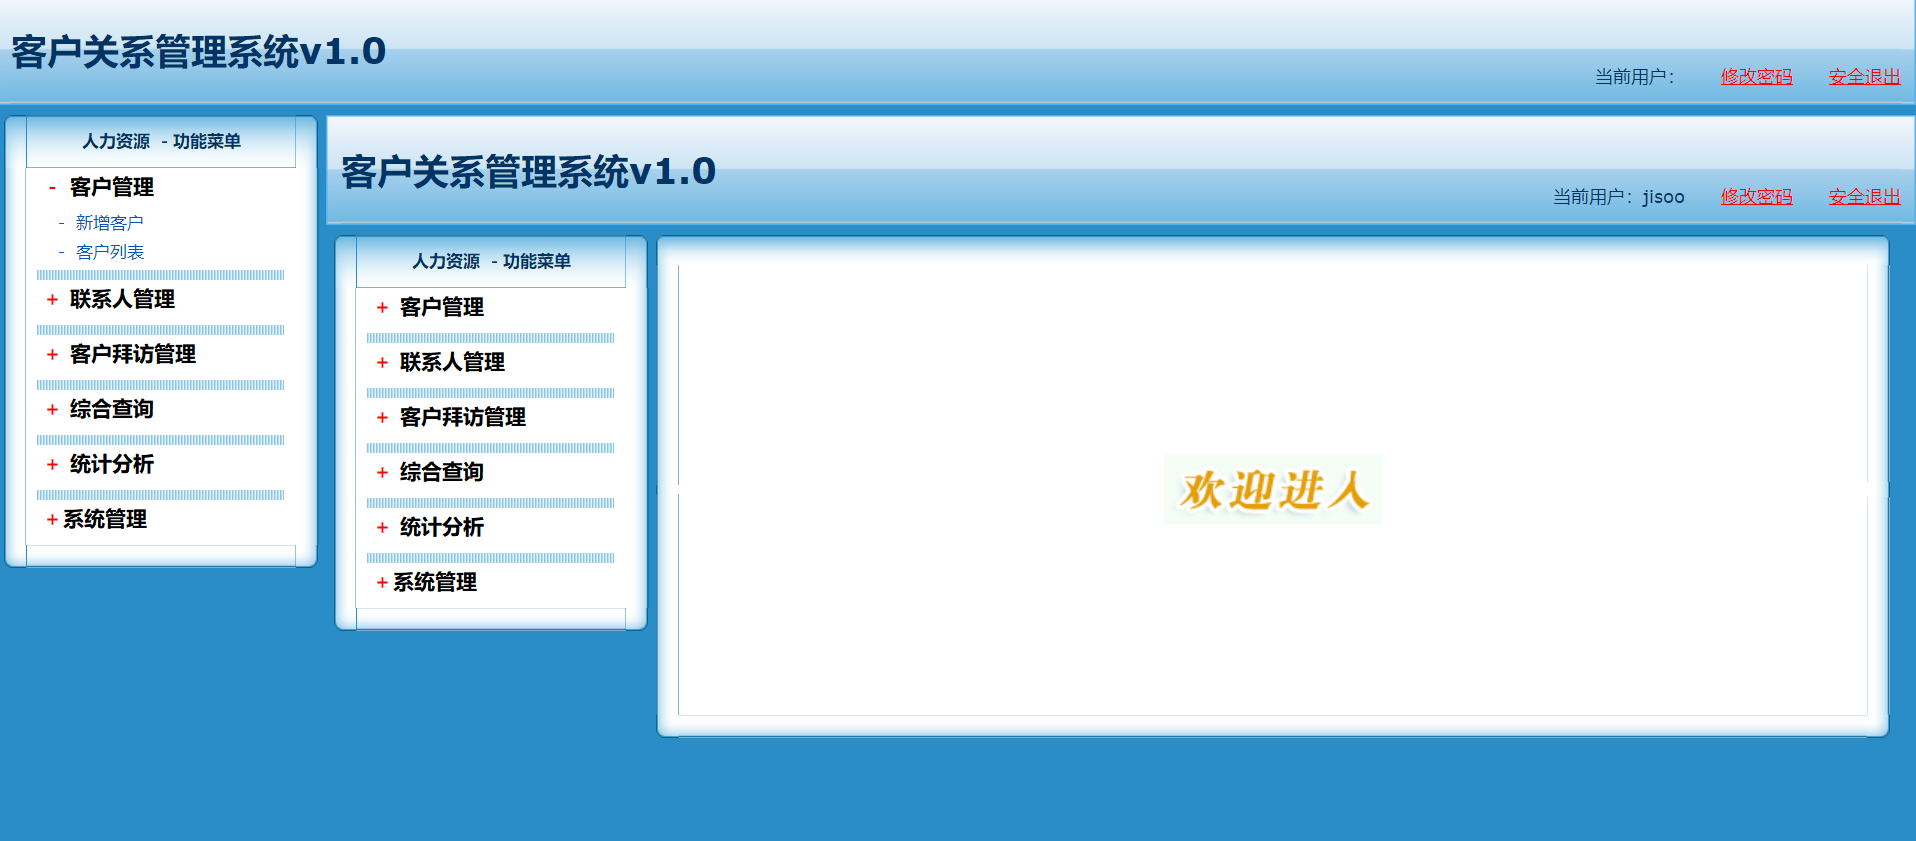 客户关系管理系统v1.0
当前用户： 修改密码 安全退出
人力资源 - 功能菜单
- 客户管理
- 新增客户
- 客户列表
+ 联系人管理
+ 客户拜访管理
+ 综合查询
+ 统计分析
+ 系统管理
客户关系管理系统v1.0
当前用户：jisoo 修改密码 安全退出
人力资源 - 功能菜单
+ 客户管理
+ 联系人管理
+ 客户拜访管理
+ 综合查询
+ 统计分析
+ 系统管理
欢迎进人